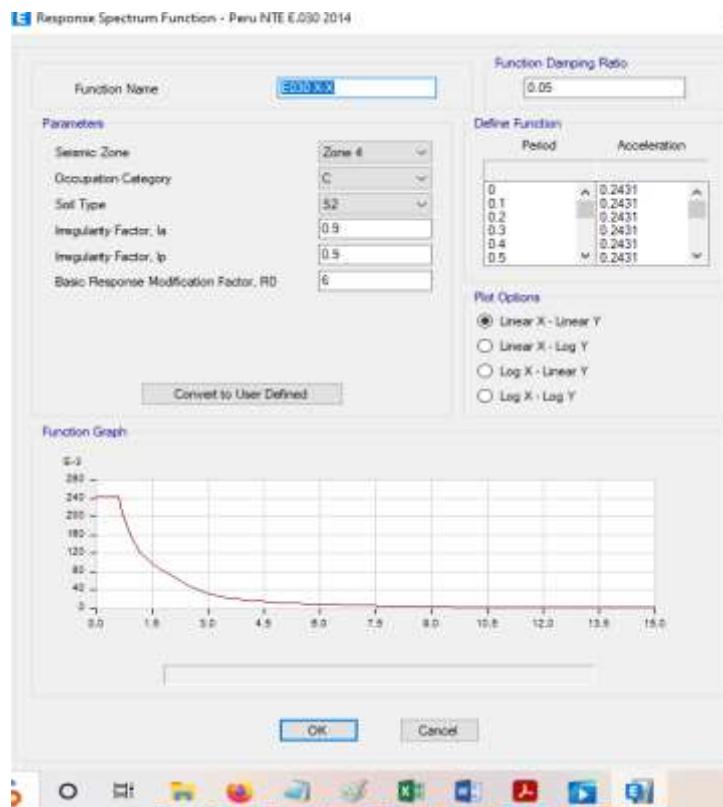 Response Spectrum Function - Peru NTE E.030 2014
Function Name
E030 X-X
Function Damping Ratio
0.05
Parameters
Seismic Zone
Zone 4
Occupation Category
C
Soil Type
S2
Irregularity Factor, Ia
0.9
Irregularity Factor, Ip
0.9
Basic Response Modification Factor, R0
6
Convert to User Defined
Define Function
Period Acceleration
0 0.2431
0.1 0.2431
0.2 0.2431
0.3 0.2431
0.4 0.2431
0.5 0.2431
Plot Options
Linear X - Linear Y
Linear X - Log Y
Log X - Linear Y
Log X - Log Y
Function Graph
E-3
280
240
200
160
120
80
40
0
0.0 1.5 3.0 4.5 6.0 7.5 9.0 10.5 12.0 13.5 15.0
OK Cancel